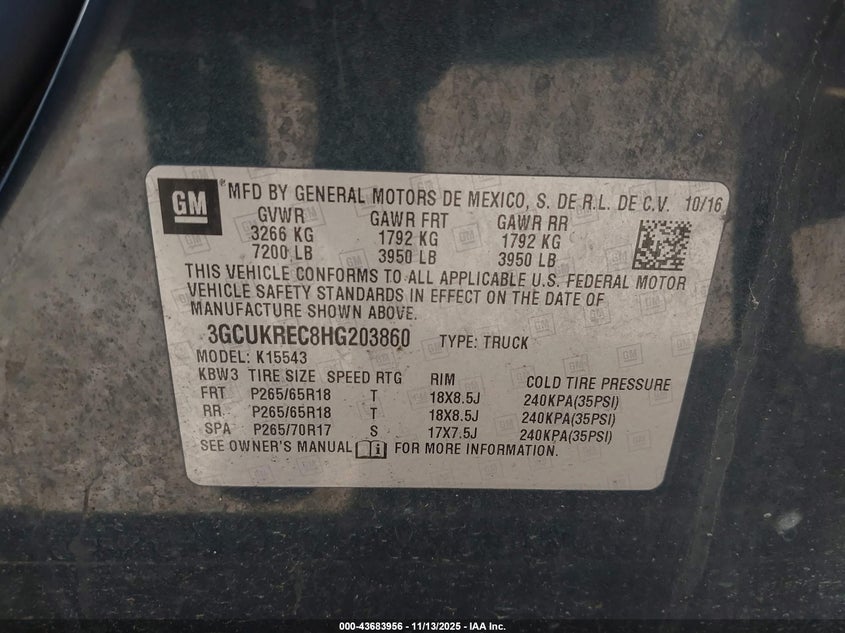 GM ® MFD BY GENERAL MOTORS DE MEXICO, S. DE R.L. DE C.V. 10/16
GVWR GAWR FRT GAWR RR
3266 KG 1792 KG 1792 KG
7200 LB 3950 LB 3950 LB
THIS VEHICLE CONFORMS TO ALL APPLICABLE U.S. FEDERAL MOTOR
VEHICLE SAFETY STANDARDS IN EFFECT ON THE DATE OF
MANUFACTURE SHOWN ABOVE.
3GCUKREC8HG203860 TYPE: TRUCK
MODEL: K15543
KBW3 TIRE SIZE SPEED RTG RIM COLD TIRE PRESSURE
FRT P265/65R18 T 18X8.5J 240KPA(35PSI)
RR P265/65R18 T 18X8.5J 240KPA(35PSI)
SPA P265/70R17 S 17X7.5J 240KPA(35PSI)
SEE OWNER'S MANUAL FOR MORE INFORMATION.
000-43683956 - 11/13/2025 - IAA Inc.